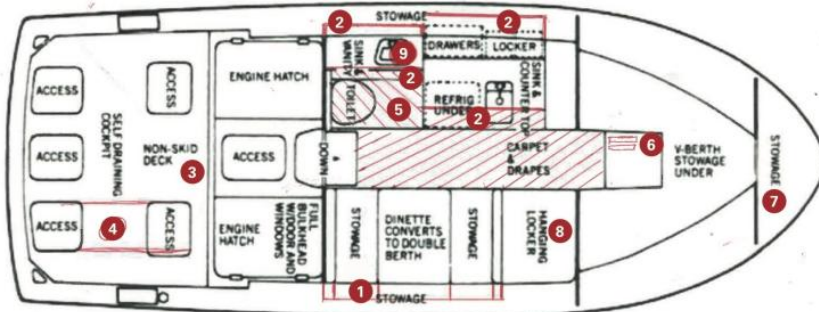 STOWAGE
2
2
SINK &
VANITY
9
DRAWERS
LOCKER
ENGINE HATCH
2
TOILET
5
REFRIG
UNDER
2
SINK &
COUNTER TOP
ACCESS
ACCESS
SELF DRAINING
COCKPIT
NON-SKID
DECK
3
ACCESS
ACCESS
DOWN
CARPET
&
DRAPES
6
V-BERTH
STOWAGE
UNDER
STOWAGE
7
ACCESS
4
ACCESS
ENGINE
HATCH
FULL
BULKHEAD
W/DOOR AND
WINDOWS
STOWAGE
DINETTE
CONVERTS
TO DOUBLE
BERTH
STOWAGE
HANGING
LOCKER
8
1
STOWAGE